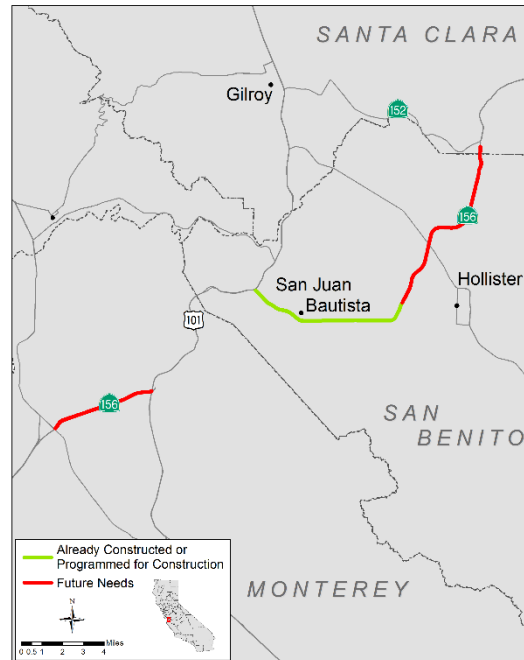 SANTA CLARA
Gilroy
152
156
San Juan
Bautista
Hollister
101
156
SAN
BENITO
Already Constructed or
Programmed for Construction
Future Needs
MONTEREY
N
Miles
0 0.5 1 2 3 4